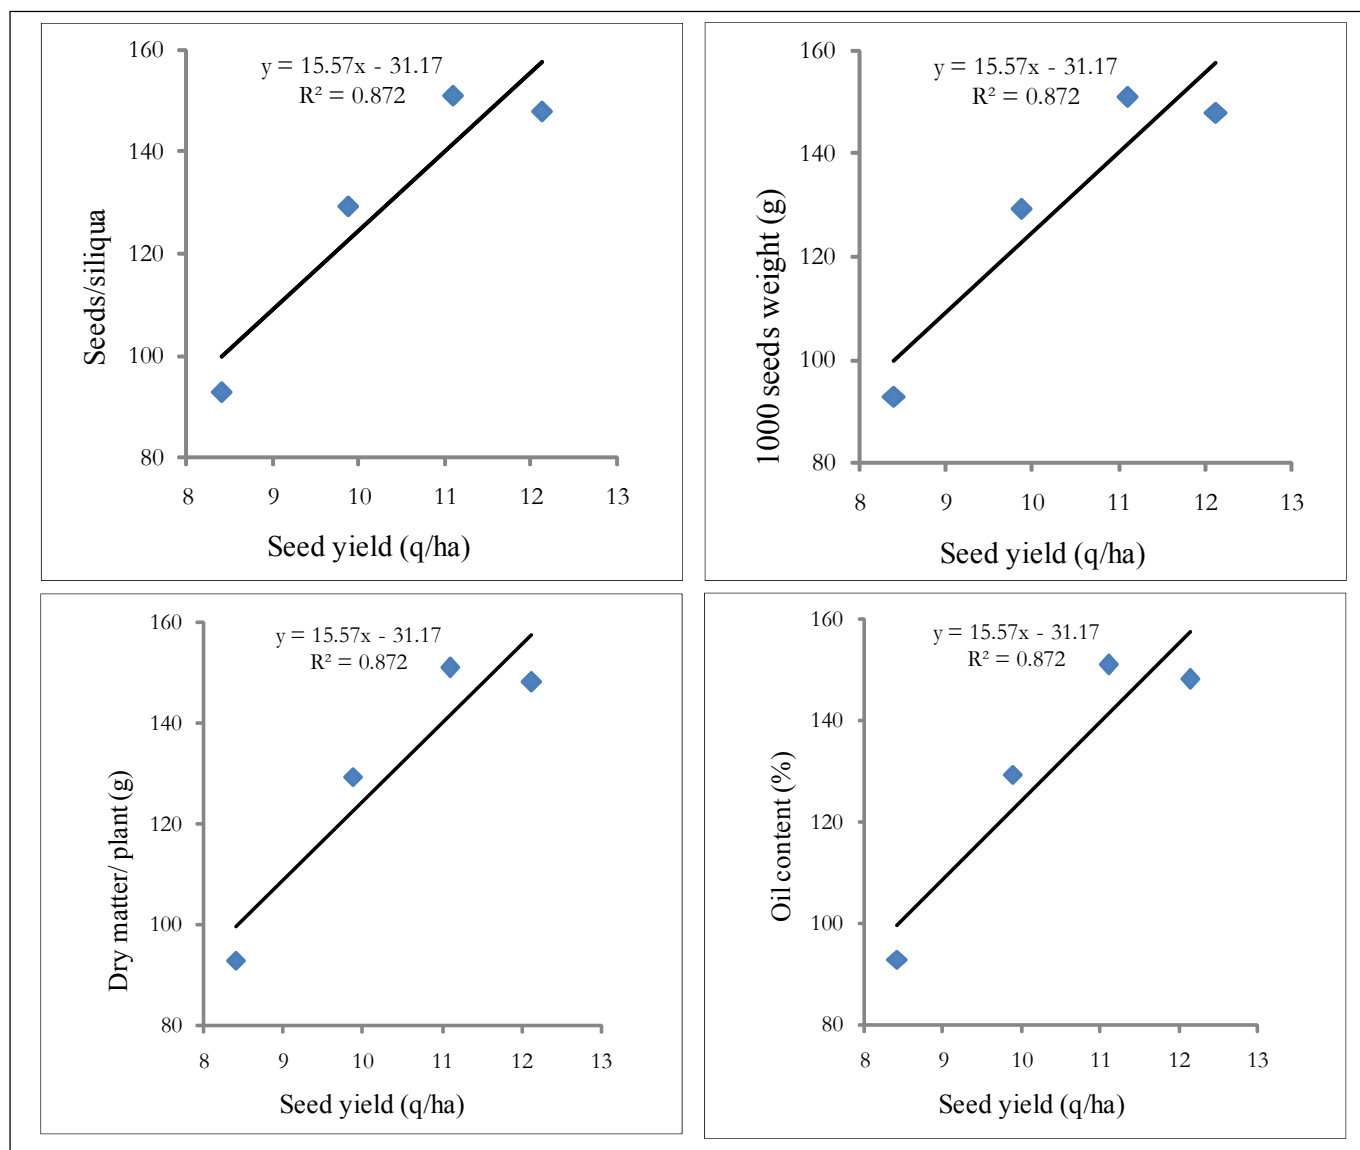 y = 15.57x - 31.17
R² = 0.872
160
140
120
100
80
8 9 10 11 12 13
Seeds/siliqua
Seed yield (q/ha)
y = 15.57x - 31.17
R² = 0.872
160
140
120
100
80
8 9 10 11 12 13
1000 seeds weight (g)
Seed yield (q/ha)
y = 15.57x - 31.17
R² = 0.872
160
140
120
100
80
8 9 10 11 12 13
Dry matter/ plant (g)
Seed yield (q/ha)
y = 15.57x - 31.17
R² = 0.872
160
140
120
100
80
8 9 10 11 12 13
Oil content (%)
Seed yield (q/ha)